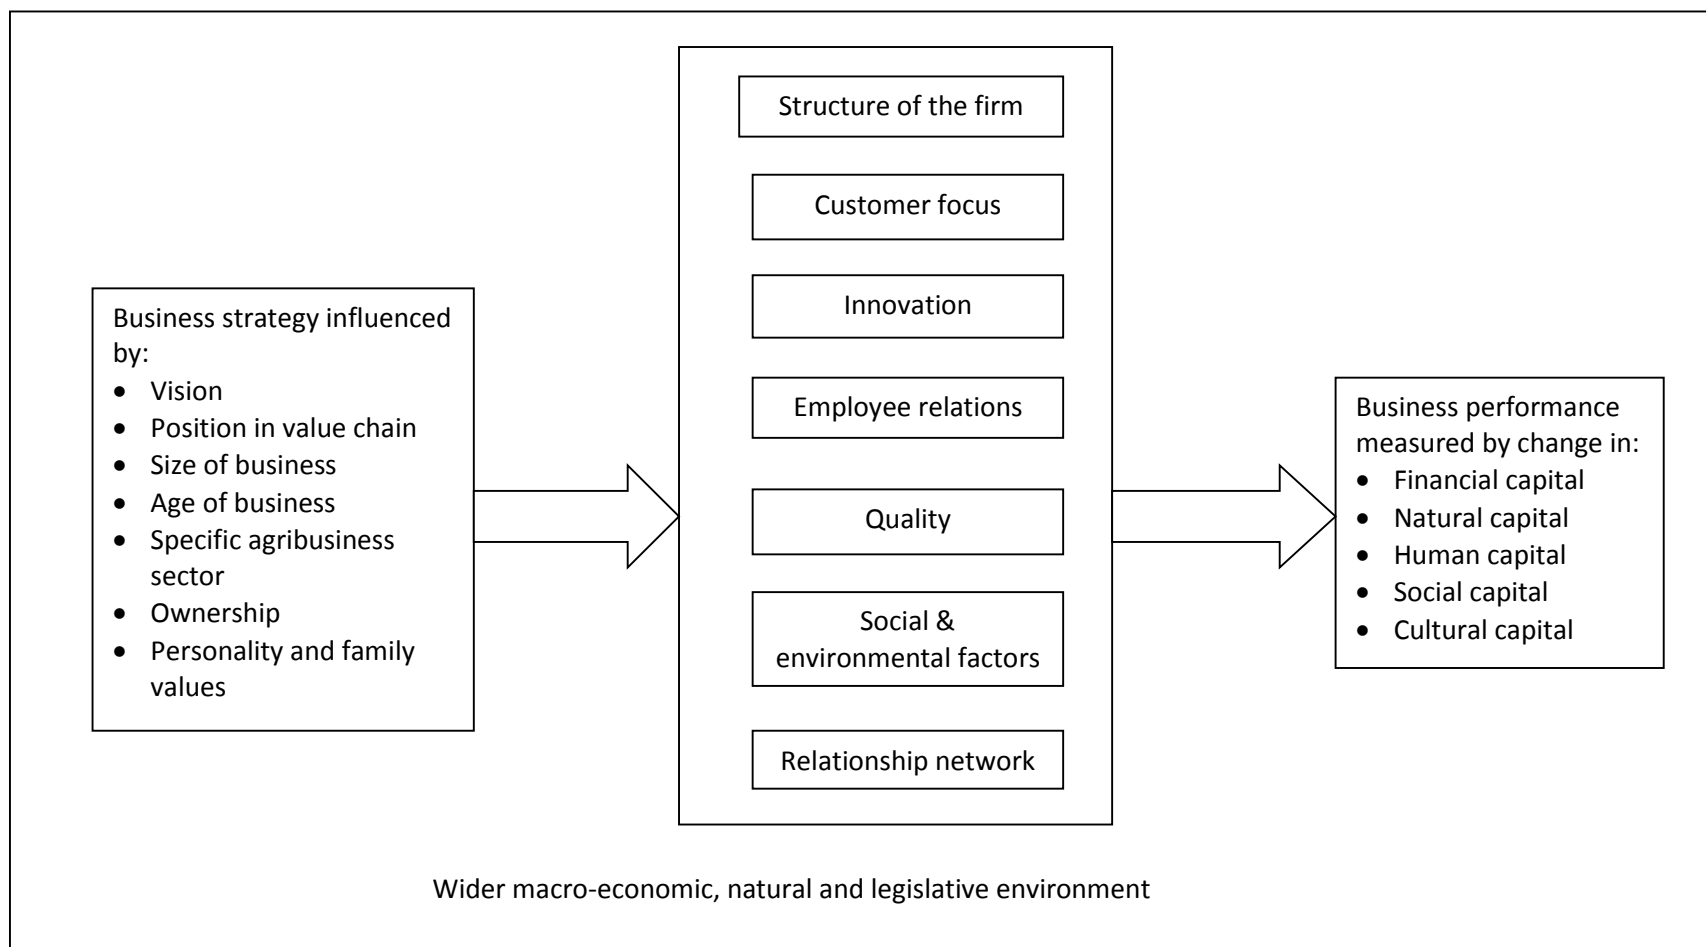 Business strategy influenced
by:
• Vision
• Position in value chain
• Size of business
• Age of business
• Specific agribusiness
sector
• Ownership
• Personality and family
values
Structure of the firm
Customer focus
Innovation
Employee relations
Quality
Social &
environmental factors
Relationship network
Business performance
measured by change in:
• Financial capital
• Natural capital
• Human capital
• Social capital
• Cultural capital
Wider macro-economic, natural and legislative environment